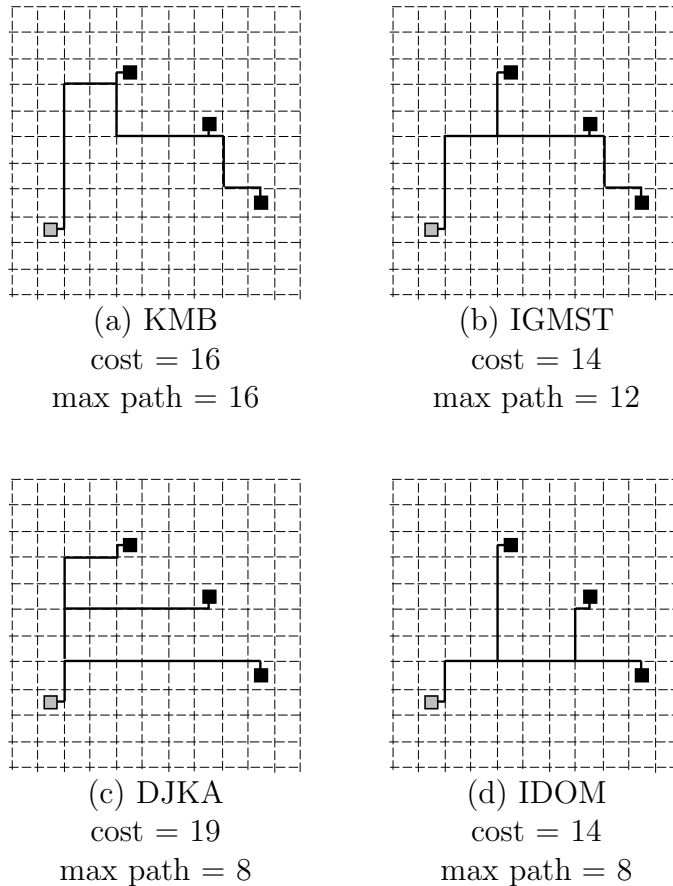 (a) KMB
cost = 16
max path = 16
(b) IGMST
cost = 14
max path = 12
(c) DJKA
cost = 19
max path = 8
(d) IDOM
cost = 14
max path = 8